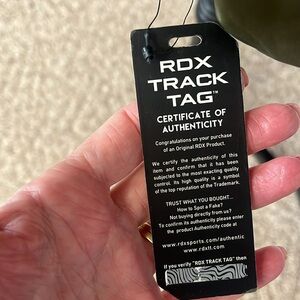 RDX
TRACK
TAG™
CERTIFICATE OF
AUTHENTICITY
Congratulations on your purchase
of an Original RDX Product.
We certify the authenticity of this
item and confirm that it has been
subjected to the most exacting quality
control. Its high quality is a symbol
of the top reputation of the Trademark.
TRUST WHAT YOU BOUGHT...
How to Spot a Fake?
Not buying directly from us?
To confirm its authenticity please enter
the product Authenticity code at
www.rdxsports.com/authentic
www.rdxtt.com
If you verify "RDX TRACK TAG" then